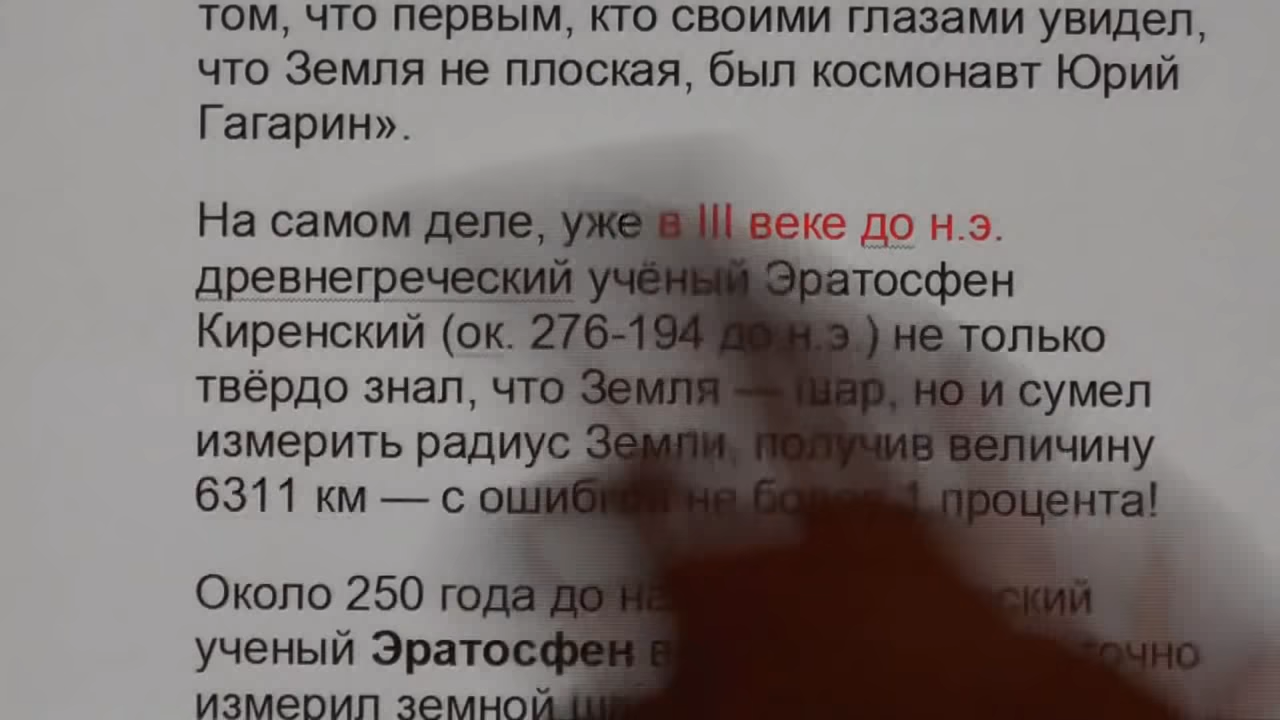 том, что первым, кто своими глазами увидел,
что Земля не плоская, был космонавт Юрий
Гагарин».
На самом деле, уже в III веке до н.э.
древнегреческий учёный Эратосфен
Киренский (ок. 276-194 до н.э.) не только
твёрдо знал, что Земля — шар, но и сумел
измерить радиус Земли, получив величину
6311 км — с ошибкой не более 1 процента!
Около 250 года до
ученый Эратосфен
измерил земной